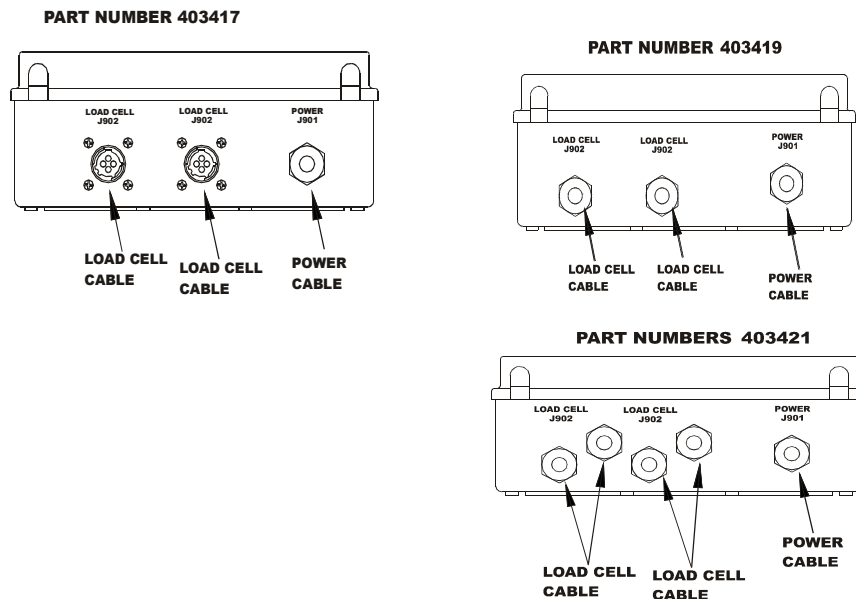 PART NUMBER 403417
LOAD CELL
J902
LOAD CELL
J902
POWER
J901
LOAD CELL
CABLE
LOAD CELL
CABLE
POWER
CABLE
PART NUMBER 403419
LOAD CELL
J902
LOAD CELL
J902
POWER
J901
LOAD CELL
CABLE
LOAD CELL
CABLE
POWER
CABLE
PART NUMBERS 403421
LOAD CELL
J902
LOAD CELL
J902
POWER
J901
LOAD CELL
CABLE
LOAD CELL
CABLE
POWER
CABLE